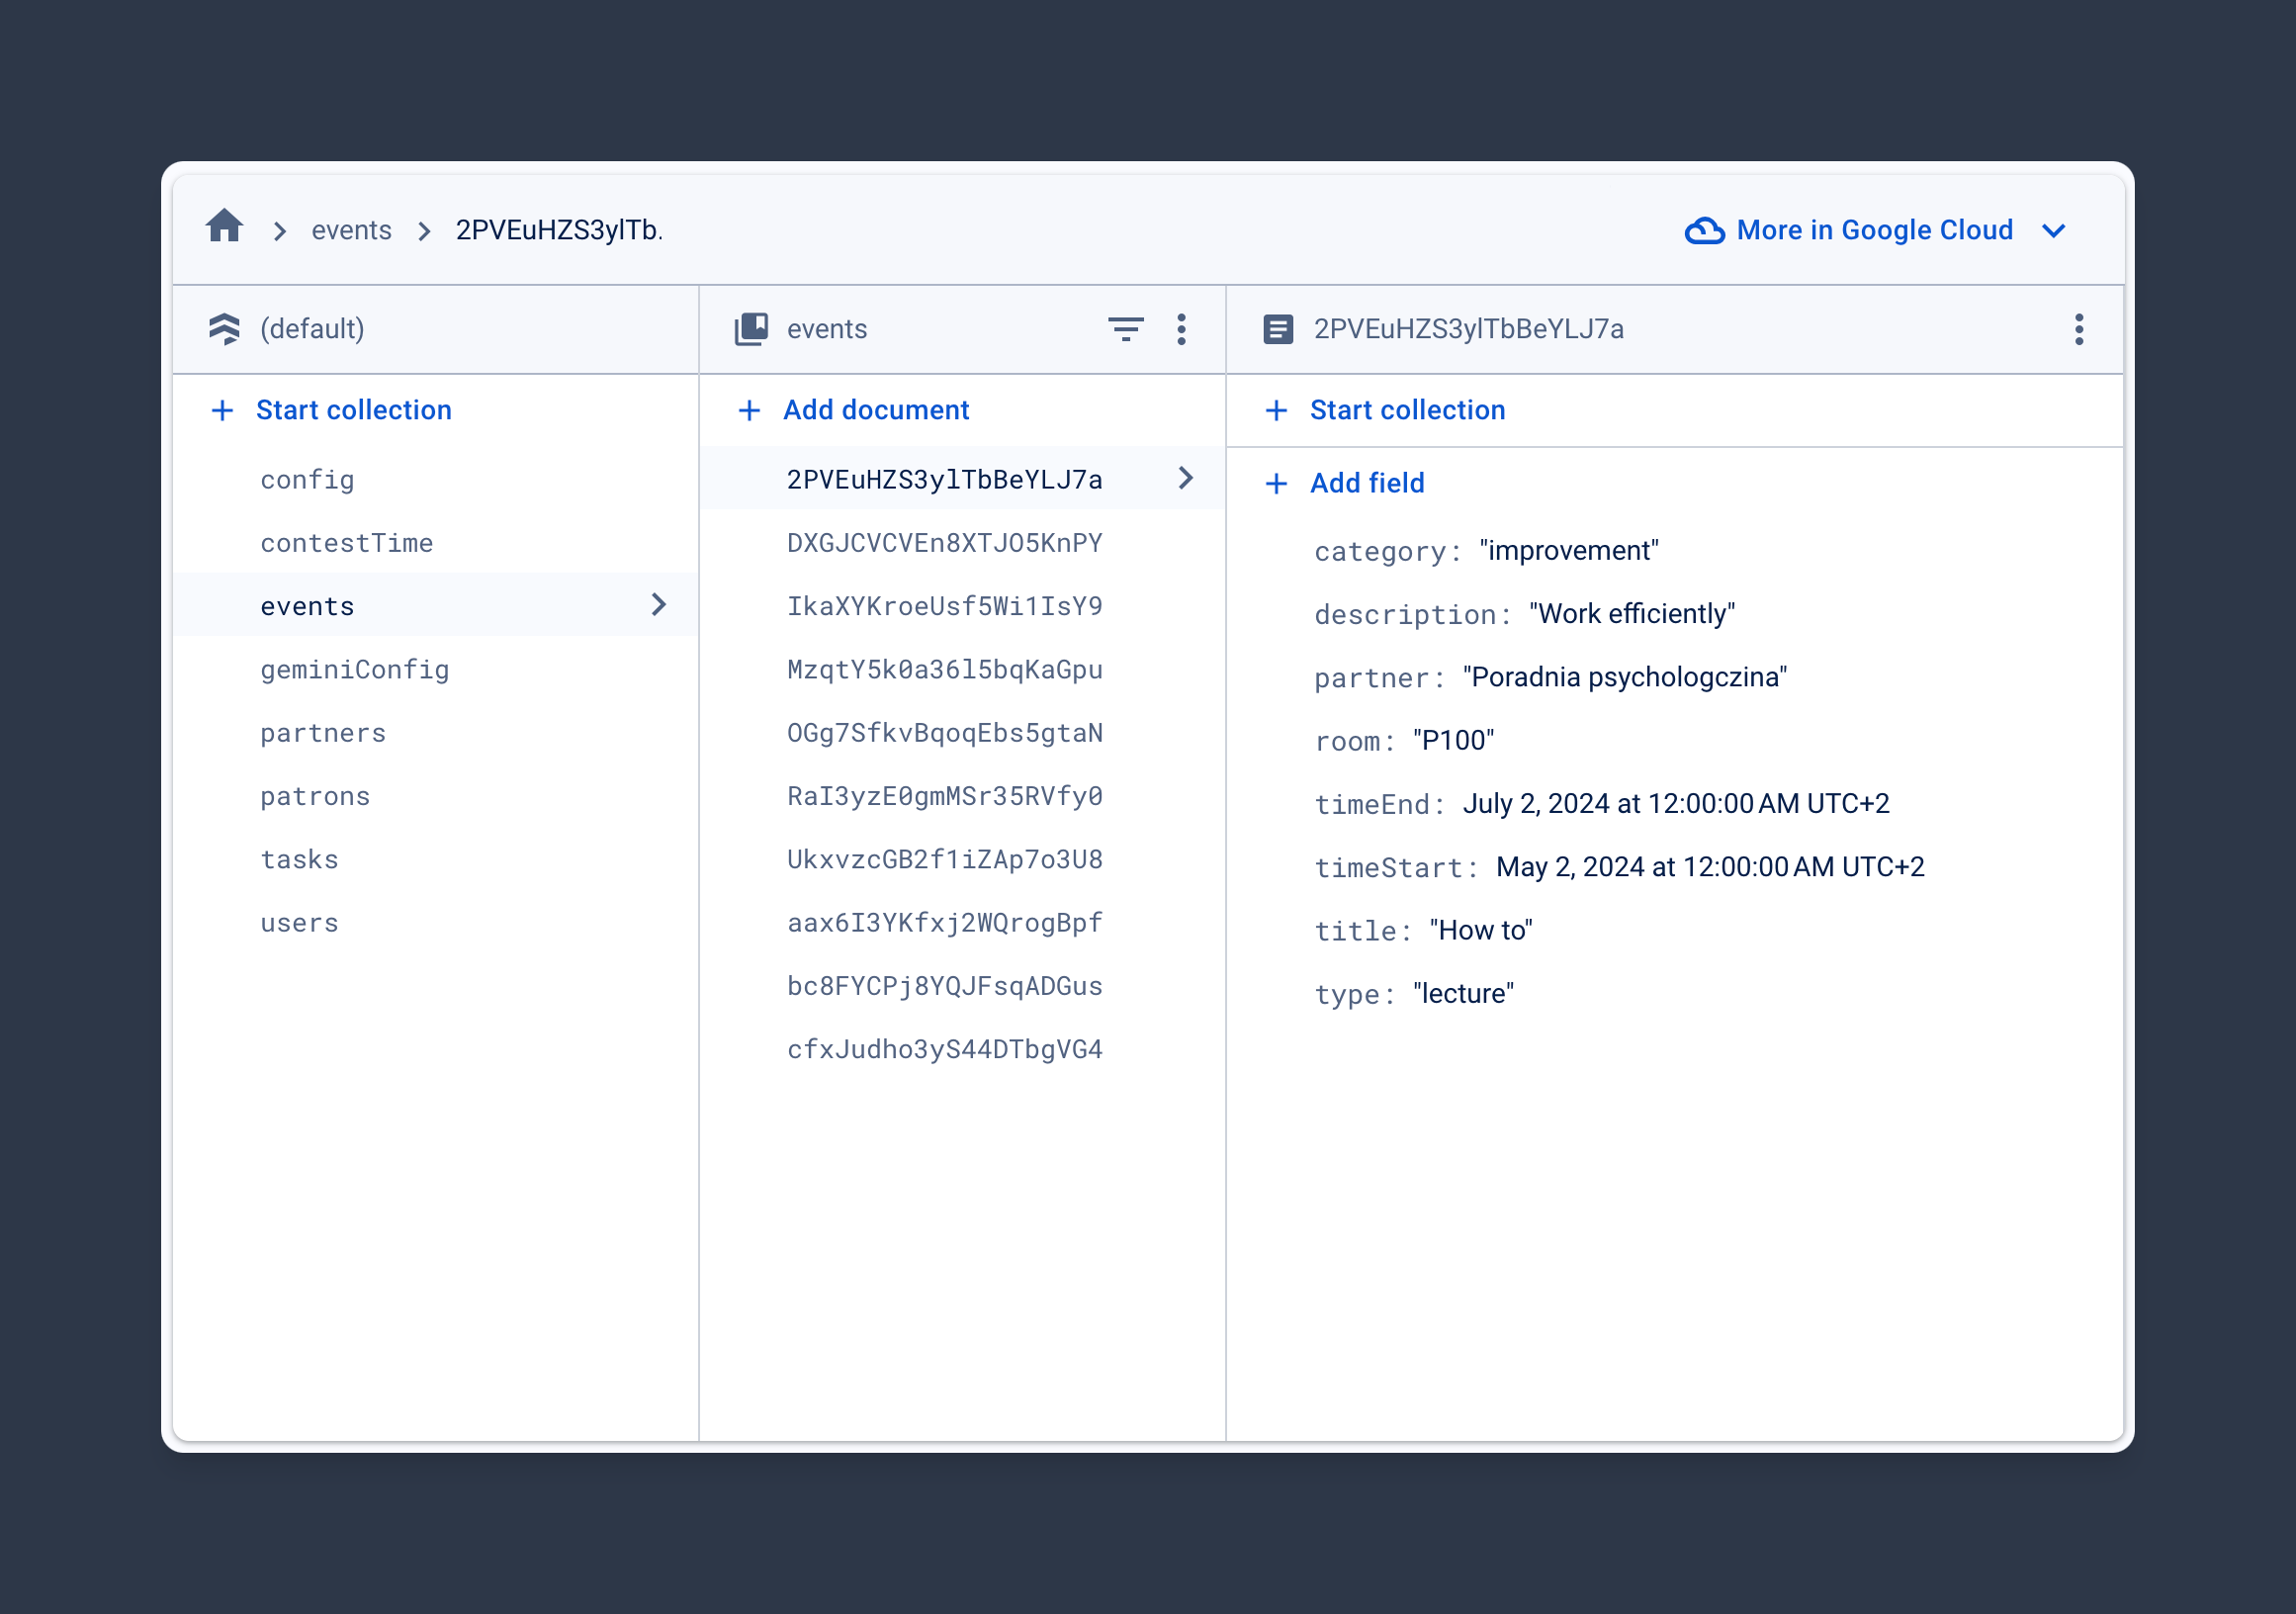 events
2PVEuHZS3ylTb.
More in Google Cloud
(default)
Start collection
config
contestTime
events
geminiConfig
partners
patrons
tasks
users
events
Add document
2PVEuHZS3ylTbBeYLJ7a
DXGJCVCVEn8XTJO5KnPY
IkaXYKroeUsf5Wi1IsY9
MzqtY5k0a36l5bqKaGpu
OGg7SfkvBqoqEbs5gtaN
RaI3yzE0gmMSr35RVfy0
UkxvzcGB2f1iZAp7o3U8
aax6I3YKfxj2WQrogBpf
bc8FYCPj8YQJFsqADGus
cfxJudho3yS44DTbgVG4
2PVEuHZS3ylTbBeYLJ7a
Start collection
Add field
category: "improvement"
description: "Work efficiently"
partner: "Poradnia psychologczina"
room: "P100"
timeEnd: July 2, 2024 at 12:00:00 AM UTC+2
timeStart: May 2, 2024 at 12:00:00 AM UTC+2
title: "How to"
type: "lecture"